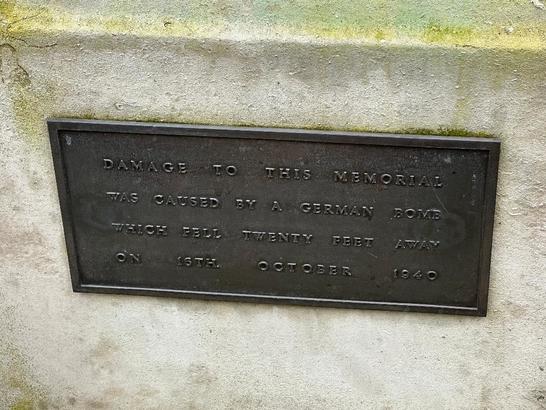 DAMAGE TO THIS MEMORIAL
WAS CAUSED BY A GERMAN BOMB
WHICH FELL TWENTY FEET AWAY
ON 16TH. OCTOBER 1940